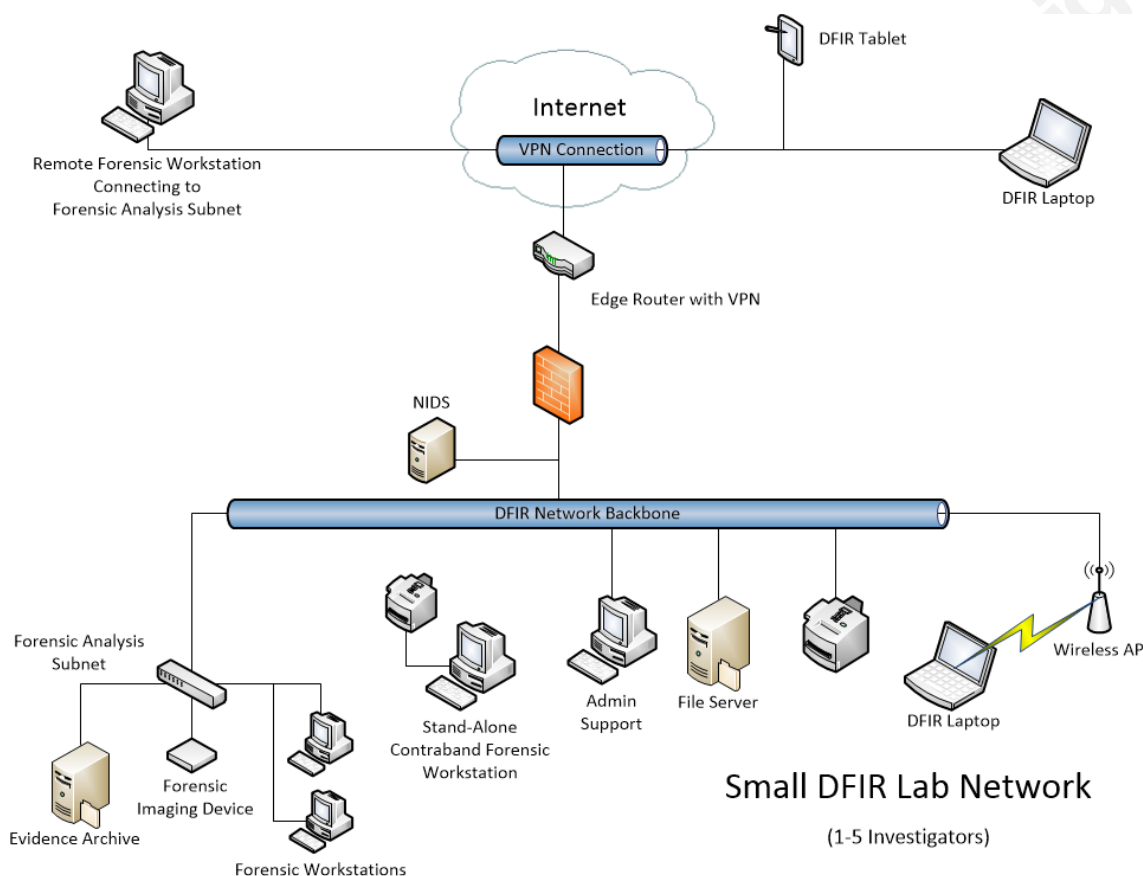 DFIR Tablet
Internet
VPN Connection
Remote Forensic Workstation
Connecting to
Forensic Analysis Subnet
DFIR Laptop
Edge Router with VPN
NIDS
DFIR Network Backbone
Forensic Analysis
Subnet
Wireless AP
Admin
Support
File Server
DFIR Laptop
Stand-Alone
Contraband Forensic
Workstation
Forensic
Imaging Device
Evidence Archive
Forensic Workstations
Small DFIR Lab Network
(1-5 Investigators)